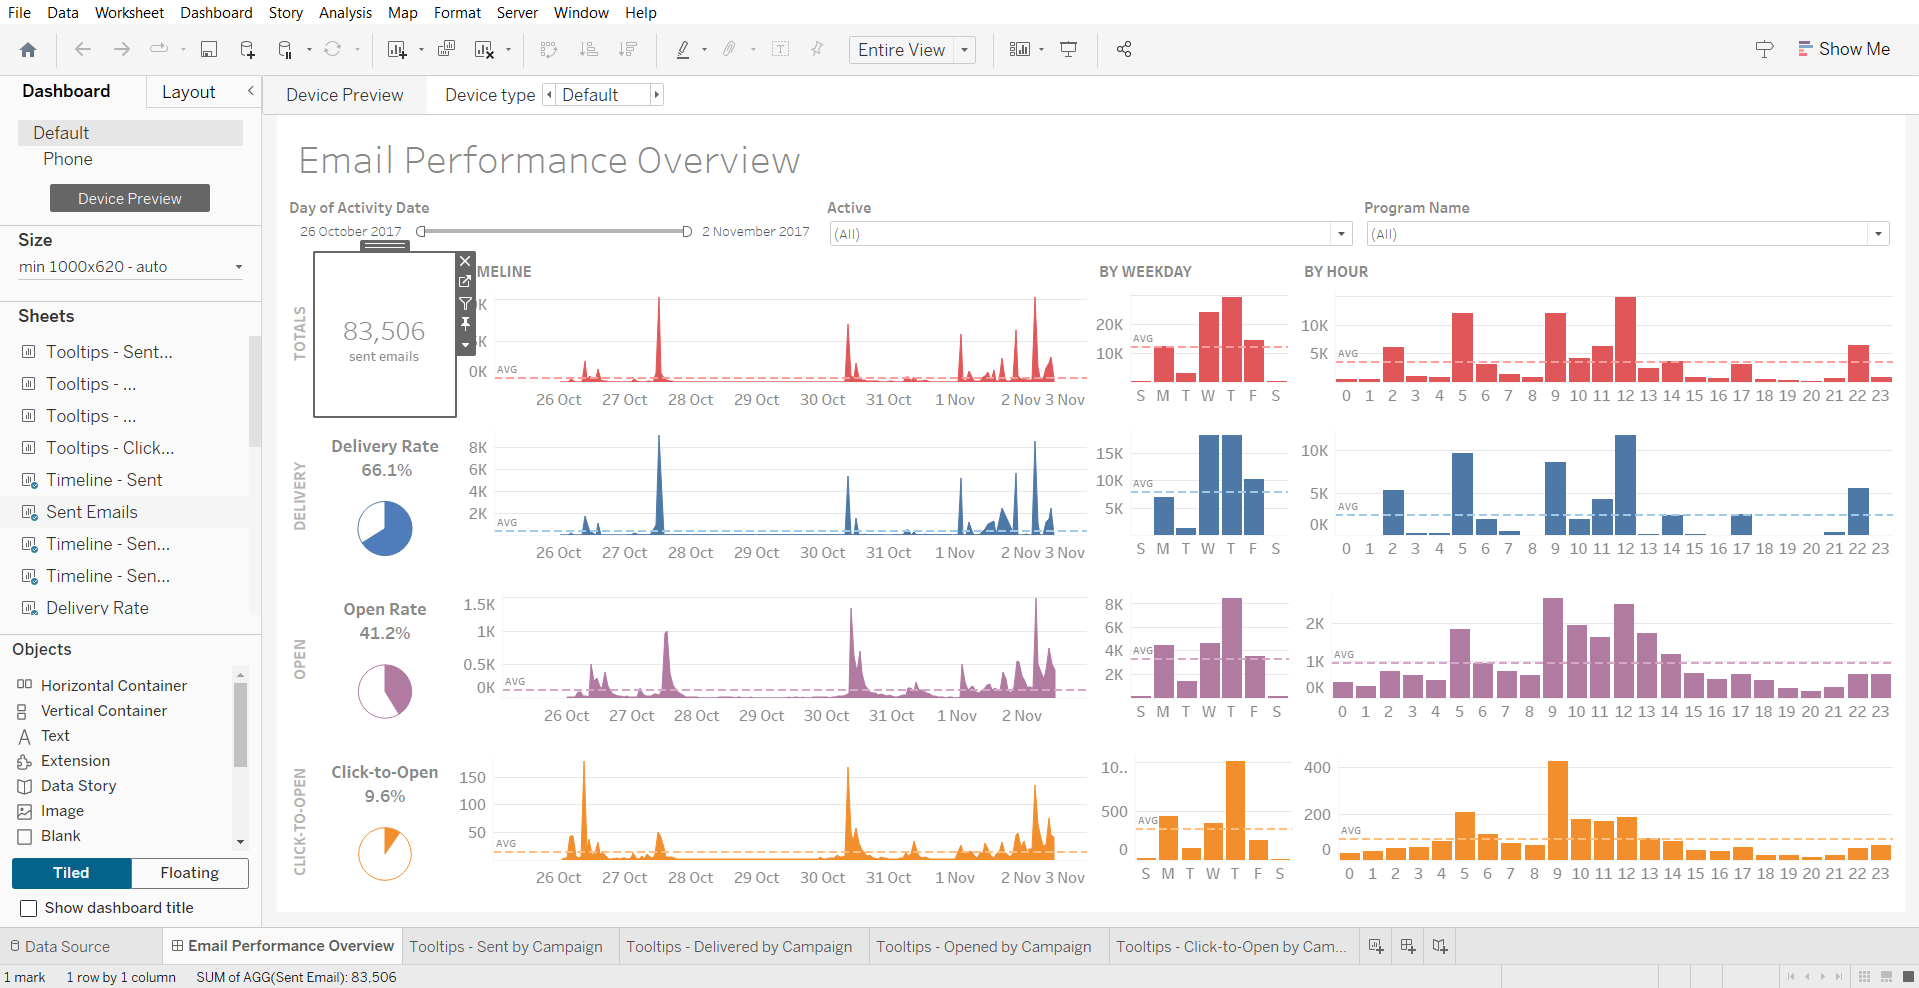 File Data Worksheet Dashboard Story Analysis Map Format Server Window Help
Entire View
Show Me
Dashboard Layout
Device Preview Device type Default
Default
Phone
Device Preview
Size
min 1000x620 - auto
Sheets
Tooltips - Sent...
Tooltips - ...
Tooltips - ...
Tooltips - Click...
Timeline - Sent
Sent Emails
Timeline - Sen...
Timeline - Sen...
Delivery Rate
Objects
Horizontal Container
Vertical Container
Text
Extension
Data Story
Image
Blank
Tiled Floating
Show dashboard title
Email Performance Overview
Day of Activity Date
26 October 2017 2 November 2017
Active
(All)
Program Name
(All)
MELINE BY WEEKDAY BY HOUR
TOTALS
83,506
sent emails
0K
5K
0K
AVG
26 Oct 27 Oct 28 Oct 29 Oct 30 Oct 31 Oct 1 Nov 2 Nov 3 Nov
20K
10K
AVG
S M T W T F S
10K
5K
AVG
0 1 2 3 4 5 6 7 8 9 10 11 12 13 14 15 16 17 18 19 20 21 22 23
DELIVERY
Delivery Rate
66.1%
8K
6K
4K
2K
AVG
26 Oct 27 Oct 28 Oct 29 Oct 30 Oct 31 Oct 1 Nov 2 Nov 3 Nov
15K
10K
5K
AVG
S M T W T F S
10K
5K
0K
AVG
0 1 2 3 4 5 6 7 8 9 10 11 12 13 14 15 16 17 18 19 20 21 22 23
OPEN
Open Rate
41.2%
1.5K
1K
0.5K
0K
AVG
26 Oct 27 Oct 28 Oct 29 Oct 30 Oct 31 Oct 1 Nov 2 Nov
8K
6K
4K
2K
AVG
S M T W T F S
2K
1K
0K
AVG
0 1 2 3 4 5 6 7 8 9 10 11 12 13 14 15 16 17 18 19 20 21 22 23
CLICK-TO-OPEN
Click-to-Open
9.6%
150
100
50
AVG
26 Oct 27 Oct 28 Oct 29 Oct 30 Oct 31 Oct 1 Nov 2 Nov 3 Nov
10..
500
0
AVG
S M T W T F S
400
200
0
AVG
0 1 2 3 4 5 6 7 8 9 10 11 12 13 14 15 16 17 18 19 20 21 22 23
Data Source Email Performance Overview Tooltips - Sent by Campaign Tooltips - Delivered by Campaign Tooltips - Opened by Campaign Tooltips - Click-to-Open by Cam...
1 mark 1 row by 1 column SUM of AGG(Sent Email): 83,506